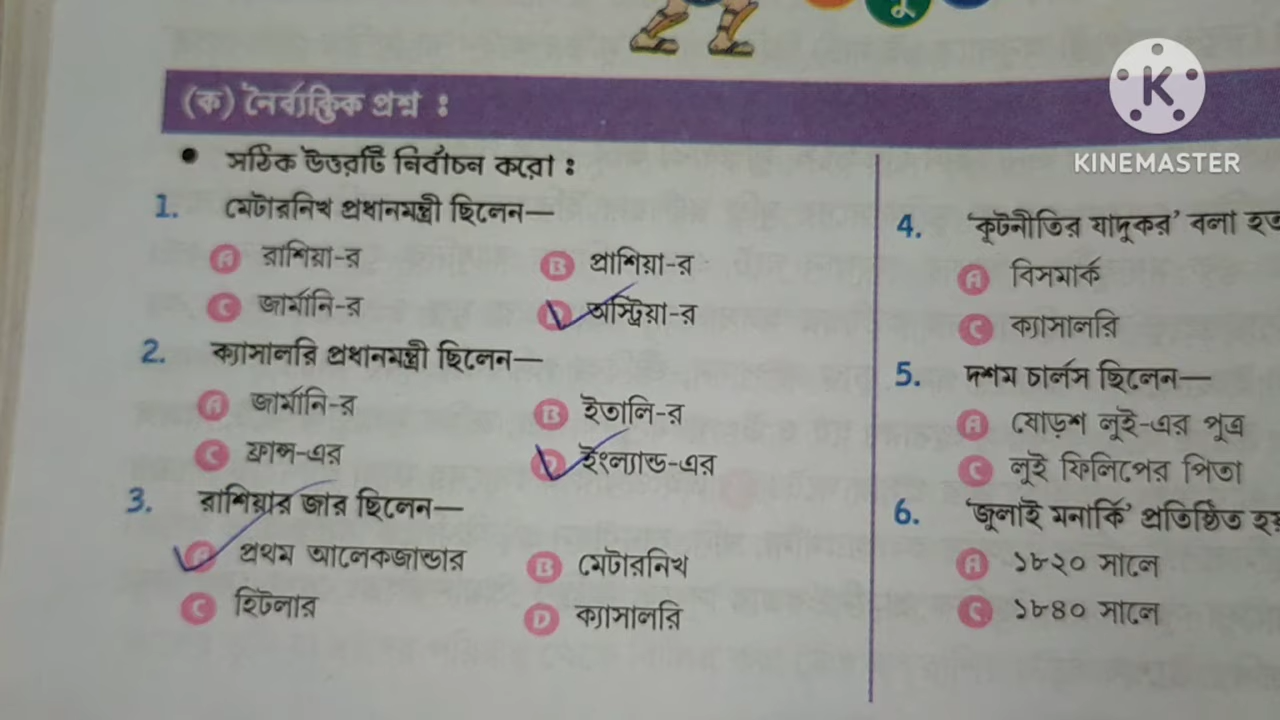 (ক) নৈর্ব্যক্তিক প্রশ্ন :
• সঠিক উত্তরটি নির্বাচন করো :
1. মেটারনিখ প্রধানমন্ত্রী ছিলেন—
A রাশিয়া-র B প্রাশিয়া-র
C জার্মানি-র D অস্ট্রিয়া-র
2. ক্যাসালরি প্রধানমন্ত্রী ছিলেন—
A জার্মানি-র B ইতালি-র
C ফ্রান্স-এর D ইংল্যান্ড-এর
3. রাশিয়ার জার ছিলেন—
A প্রথম আলেকজান্ডার B মেটারনিখ
C হিটলার D ক্যাসালরি
4. 'কূটনীতির যাদুকর' বলা হত
A বিসমার্ক
C ক্যাসালরি
5. দশম চার্লস ছিলেন—
A ষোড়শ লুই-এর পুত্র
C লুই ফিলিপের পিতা
6. 'জুলাই মনার্কি' প্রতিষ্ঠিত
A ১৮২০ সালে
C ১৮৪০ সালে
K
KINEMASTER